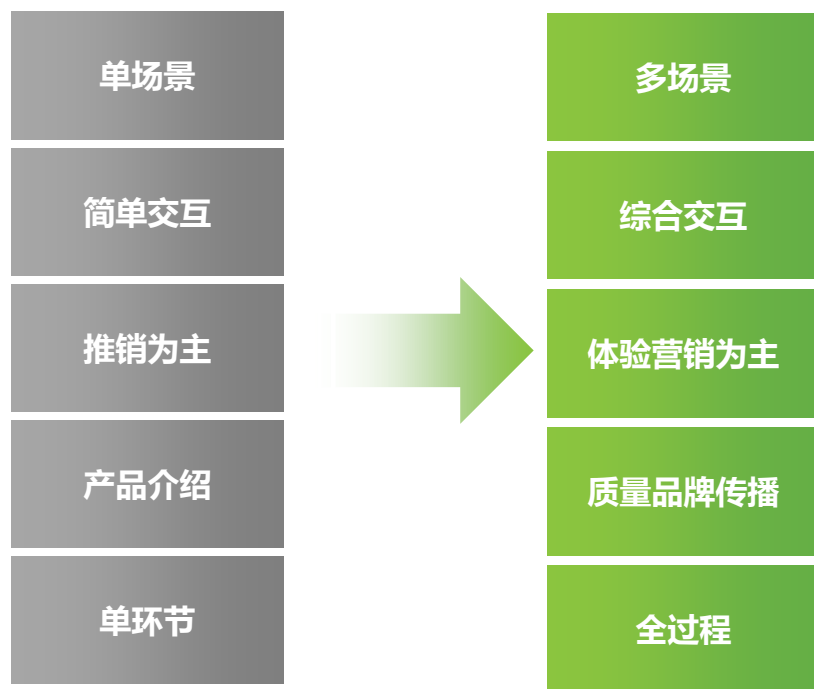 单场景
简单交互
推销为主
产品介绍
单环节
多场景
综合交互
体验营销为主
质量品牌传播
全过程